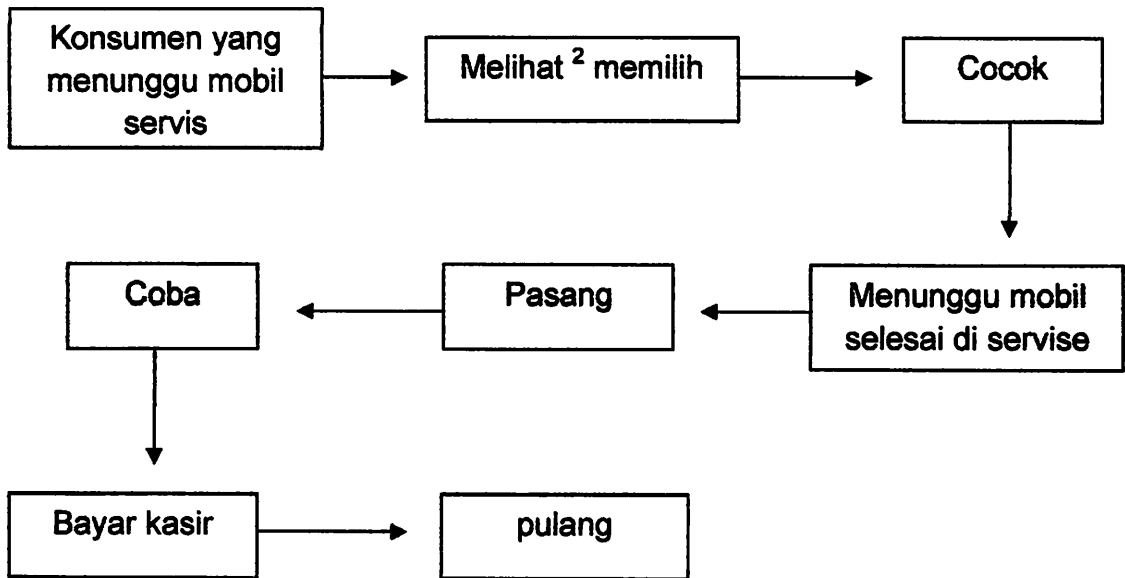 Konsumen yang
menunggu mobil
servis
Melihat ² memilih
Cocok
Menunggu mobil
selesai di servise
Pasang
Coba
Bayar kasir
pulang